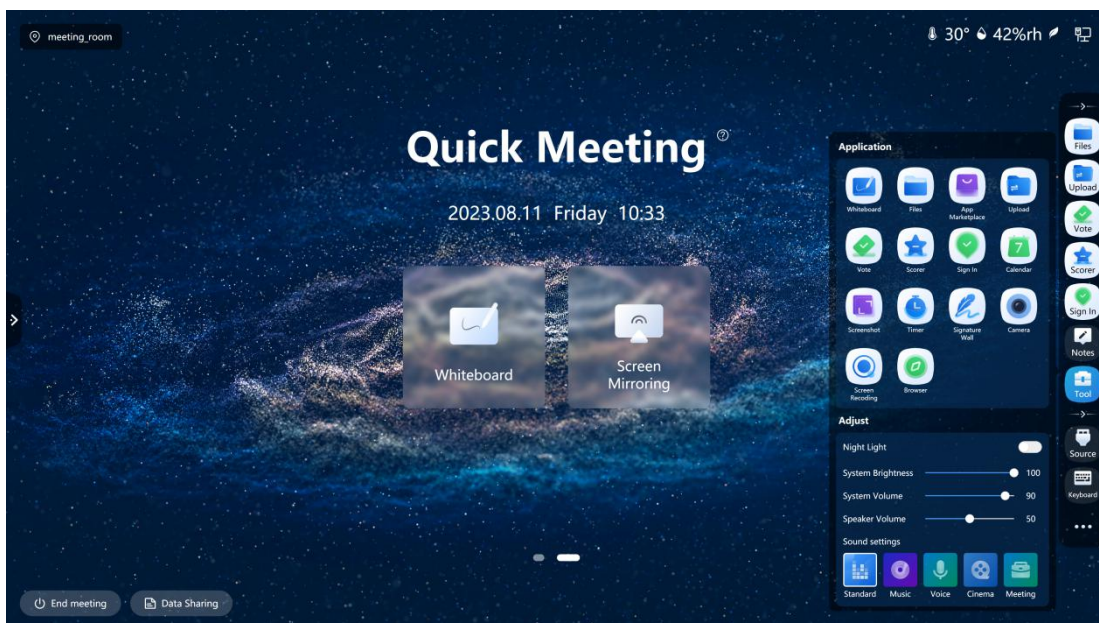 meeting_room
30° 42%rh
Quick Meeting
2023.08.11 Friday 10:33
Whiteboard
Screen
Mirroring
End meeting
Data Sharing
Application
Whiteboard Files App Marketplace Upload
Vote Scorer Sign In Calendar
7
Screenshot Timer Signature Wall Camera
Screen Recoding Browser
Adjust
Night Light
System Brightness 100
System Volume 90
Speaker Volume 50
Sound settings
Standard Music Voice Cinema Meeting
Files
Upload
Vote
Scorer
Sign In
Notes
Tool
Source
Keyboard